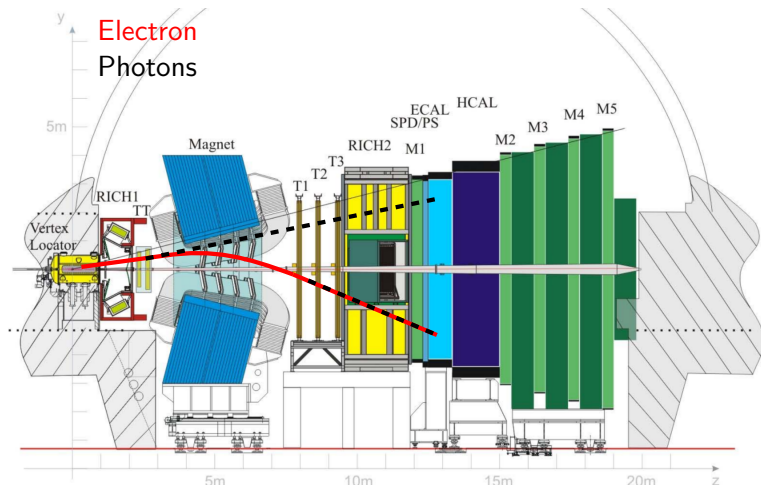 y
Electron
Photons
5m
Magnet
RICH1
TT
Vertex
Locator
T1
T2
T3
RICH2
SPD/PS
ECAL
HCAL
M1
M2
M3
M4
M5
5m
10m
15m
20m
z